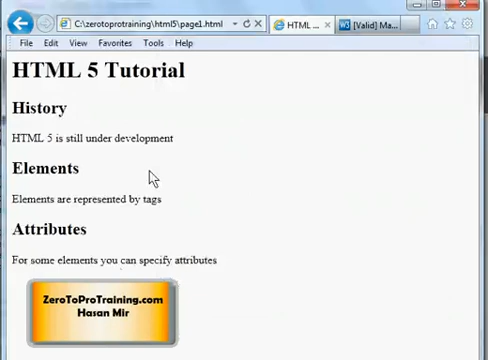 C:\zerotoprotraining\html5\page1.html
HTML 5 ...
[Valid] Ma...
File Edit View Favorites Tools Help
HTML 5 Tutorial
History
HTML 5 is still under development
Elements
Elements are represented by tags
Attributes
For some elements you can specify attributes
ZeroToProTraining.com
Hasan Mir